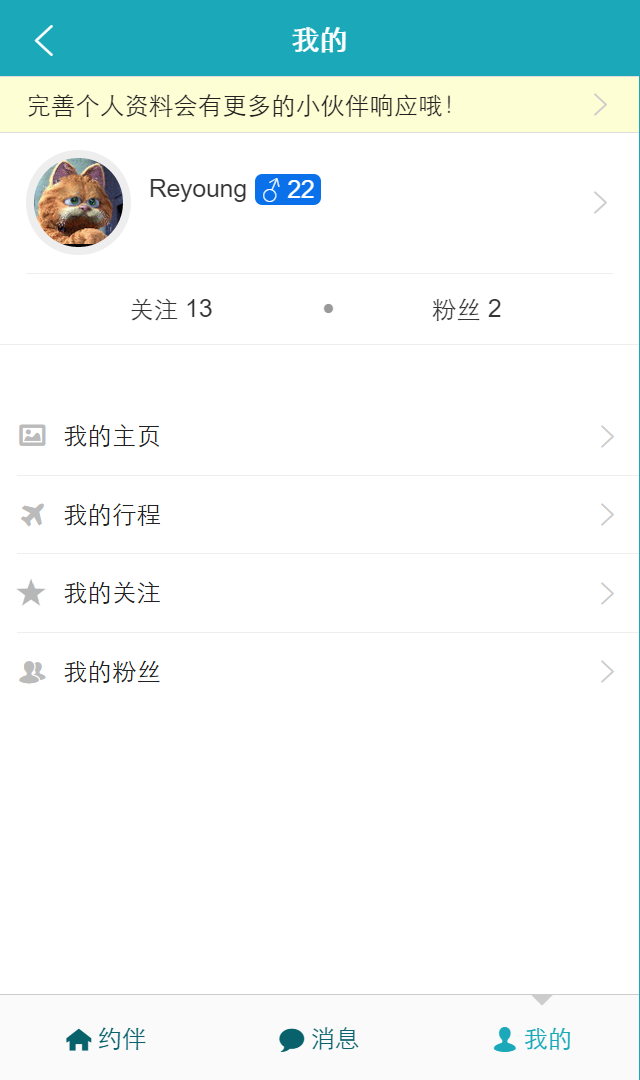 我的
完善个人资料会有更多的小伙伴响应哦!
Reyoung ♂ 22
关注 13 • 粉丝 2
我的主页
我的行程
我的关注
我的粉丝
约伴 消息 我的